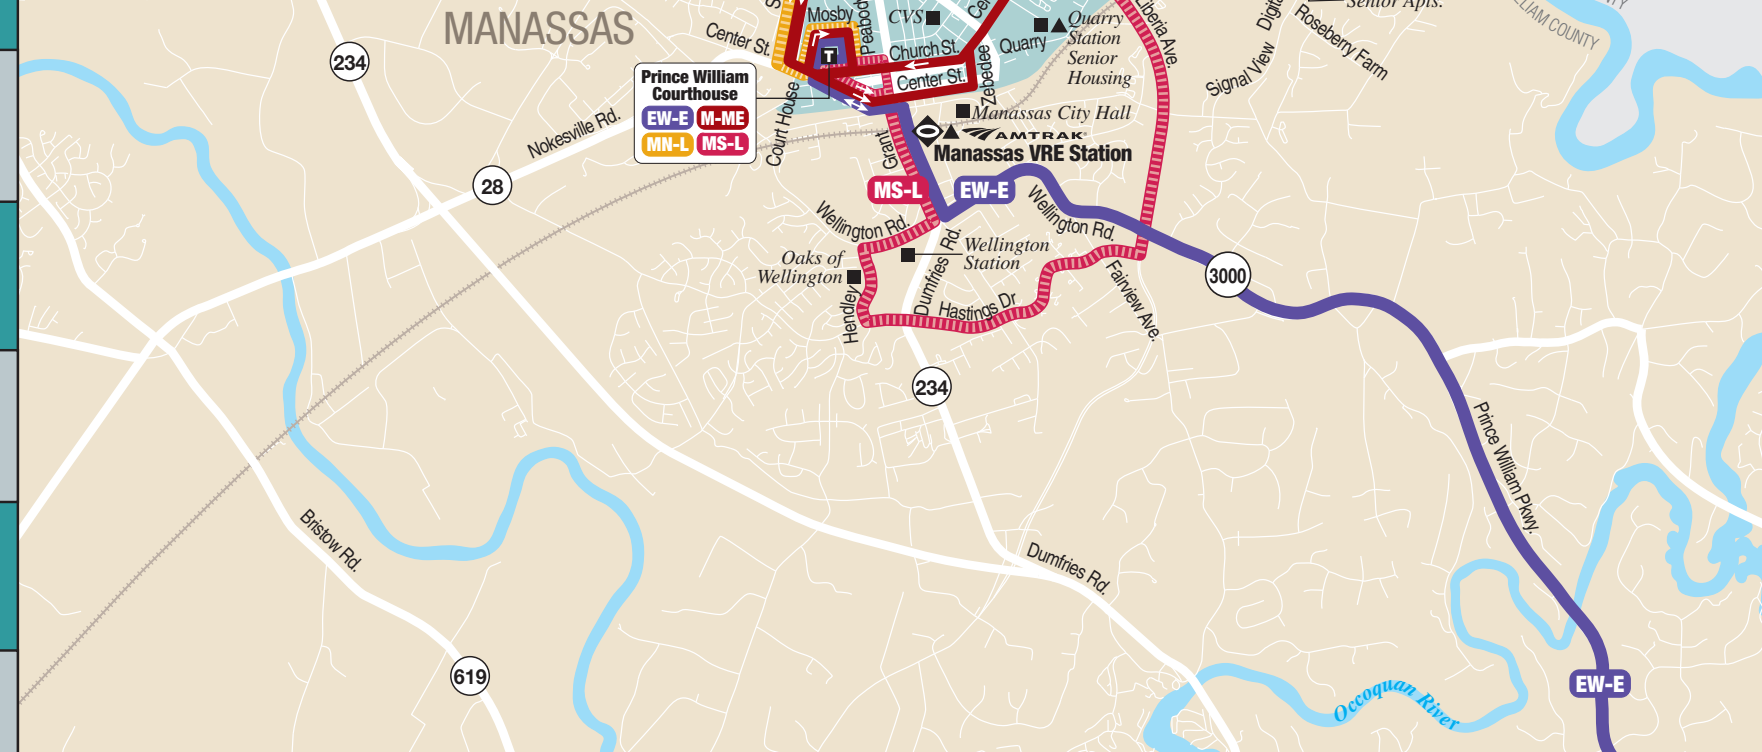 MANASSAS
Mosby
Peabody
CVS
Quarry
Station
Senior
Housing
Quarry
Church St.
Center St.
Center St.
Zebedee
Liberia Ave.
Senior Apts.
Roseberry Farm
Signal View
234
Prince William
Courthouse
EW-E M-ME
MN-L MS-L
T
Court House
Nokesville Rd.
28
Manassas City Hall
AMTRAK
Manassas VRE Station
Grant
MS-L
EW-E
Wellington Rd.
Wellington Rd.
Oaks of
Wellington
Wellington
Station
Dumfries Rd.
Hendley
Hastings Dr
Fairview Ave.
3000
234
Prince William Pkwy.
Bristow Rd.
Dumfries Rd.
619
EW-E
Occoquan River